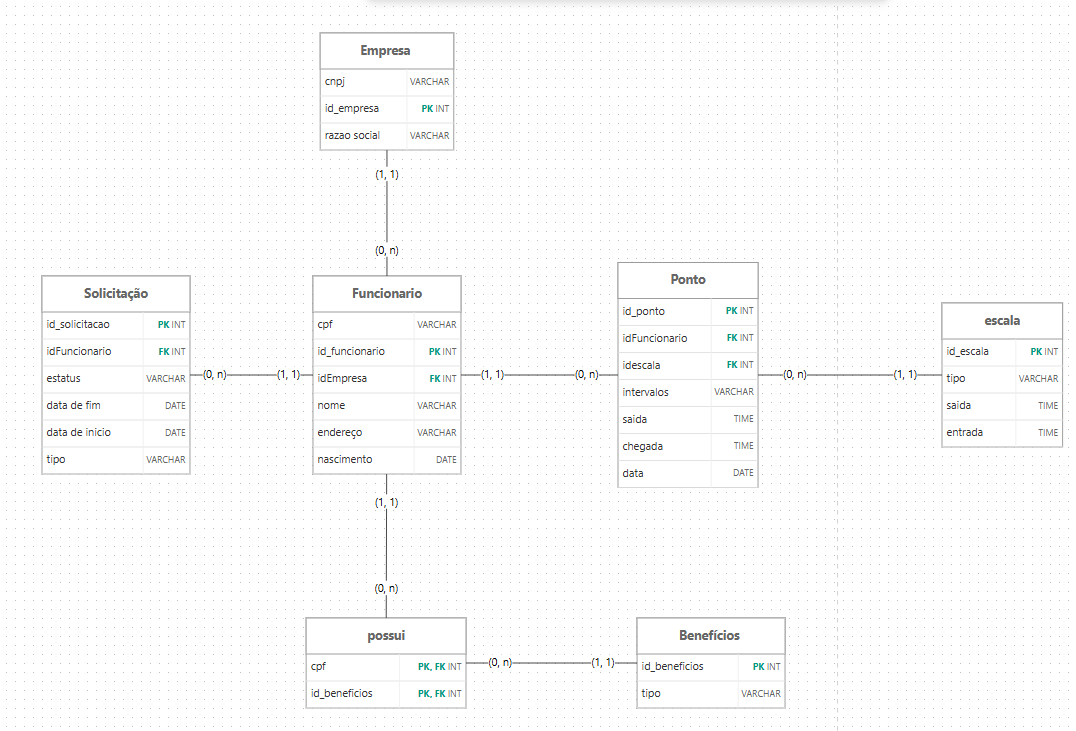 Empresa
cnpj VARCHAR
id_empresa PK INT
razao social VARCHAR
(1, 1)
(0, n)
Solicitação
id_solicitacao PK INT
idFuncionario FK INT
estatus VARCHAR
data de fim DATE
data de inicio DATE
tipo VARCHAR
(0, n)
(1, 1)
Funcionario
cpf VARCHAR
id_funcionario PK INT
idEmpresa FK INT
nome VARCHAR
endereço VARCHAR
nascimento DATE
(1, 1)
(0, n)
Ponto
id_ponto PK INT
idFuncionario FK INT
idescala FK INT
intervalos VARCHAR
saida TIME
chegada TIME
data DATE
(0, n)
(1, 1)
escala
id_escala PK INT
tipo VARCHAR
saida TIME
entrada TIME
(1, 1)
(0, n)
possui
cpf PK, FK INT
id_beneficios PK, FK INT
(0, n)
(1, 1)
Benefícios
id_beneficios PK INT
tipo VARCHAR